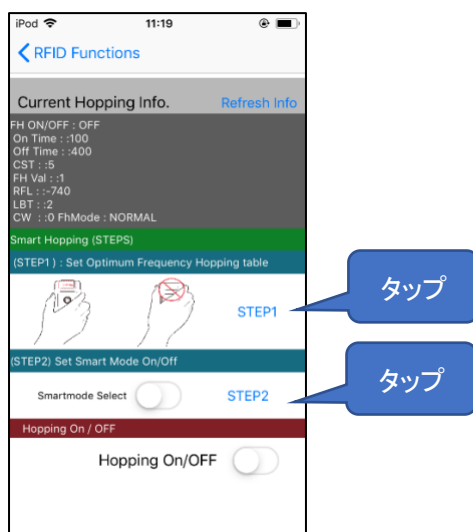 iPod 11:19
RFID Functions
Current Hopping Info. Refresh Info
FH ON/OFF : OFF
On Time : :100
Off Time : :400
CST : :5
FH Val : :1
RFL : :-740
LBT : :2
CW : :0 FhMode : NORMAL
Smart Hopping (STEPS)
(STEP1) : Set Optimum Frequency Hopping table
STEP1
タップ
(STEP2) Set Smart Mode On/Off
Smartmode Select STEP2
タップ
Hopping On / OFF
Hopping On/OFF